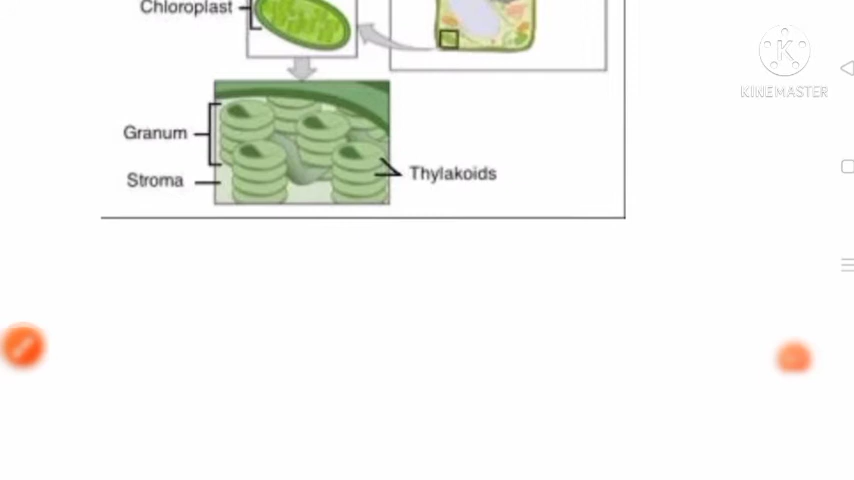 Chloroplast
K
KINEMASTER
Granum
Thylakoids
Stroma